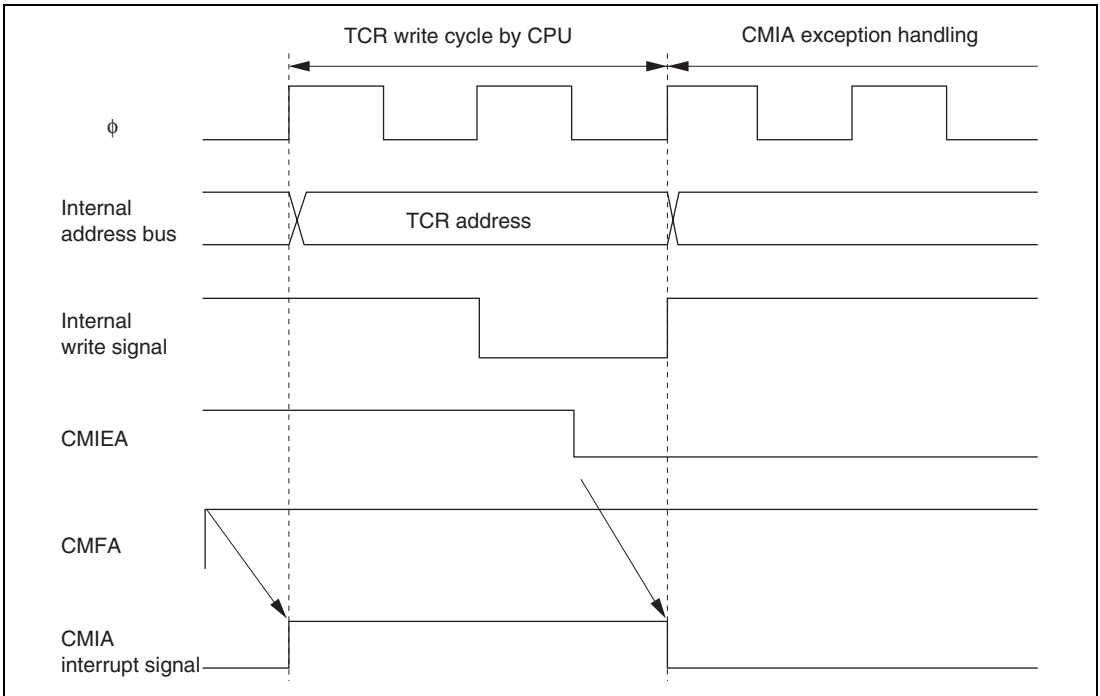 TCR write cycle by CPU
CMIA exception handling
ϕ
Internal
address bus
TCR address
Internal
write signal
CMIEA
CMFA
CMIA
interrupt signal